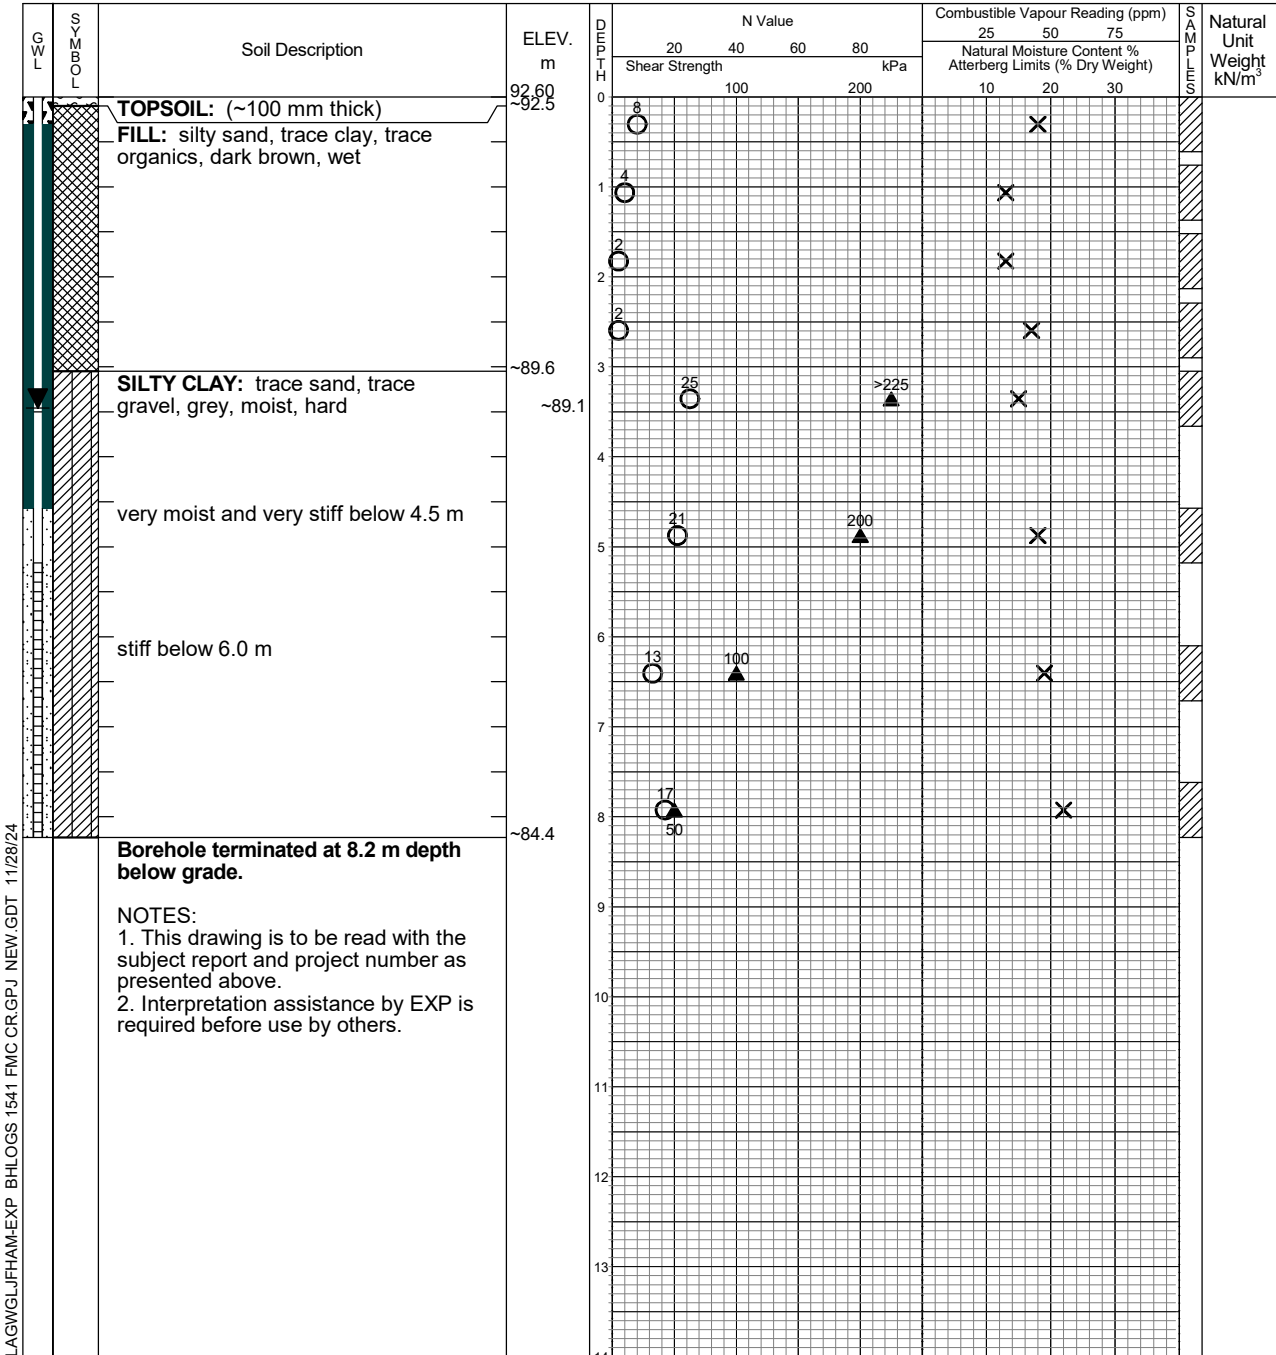 GWL
SYMBOL
Soil Description
ELEV.
m
DEPTH
N Value
20 40 60 80
Shear Strength kPa
100 200
Combustible Vapour Reading (ppm)
25 50 75
Natural Moisture Content %
Atterberg Limits (% Dry Weight)
10 20 30
SAMPLES
Natural
Unit
Weight
kN/m³
92.60
~92.5
0
TOPSOIL: (~100 mm thick)
8
FILL: silty sand, trace clay, trace
organics, dark brown, wet
4
1
2
2
2
3
~89.6
SILTY CLAY: trace sand, trace
gravel, grey, moist, hard
~89.1
25
>225
4
very moist and very stiff below 4.5 m
21
200
5
6
stiff below 6.0 m
13
100
7
17
50
8
~84.4
Borehole terminated at 8.2 m depth
below grade.
9
NOTES:
1. This drawing is to be read with the
subject report and project number as
presented above.
2. Interpretation assistance by EXP is
required before use by others.
10
11
12
13
LAGWGLJFHAM-EXP BHLOGS 1541 FMC CR.GPJ NEW.GDT 11/28/24